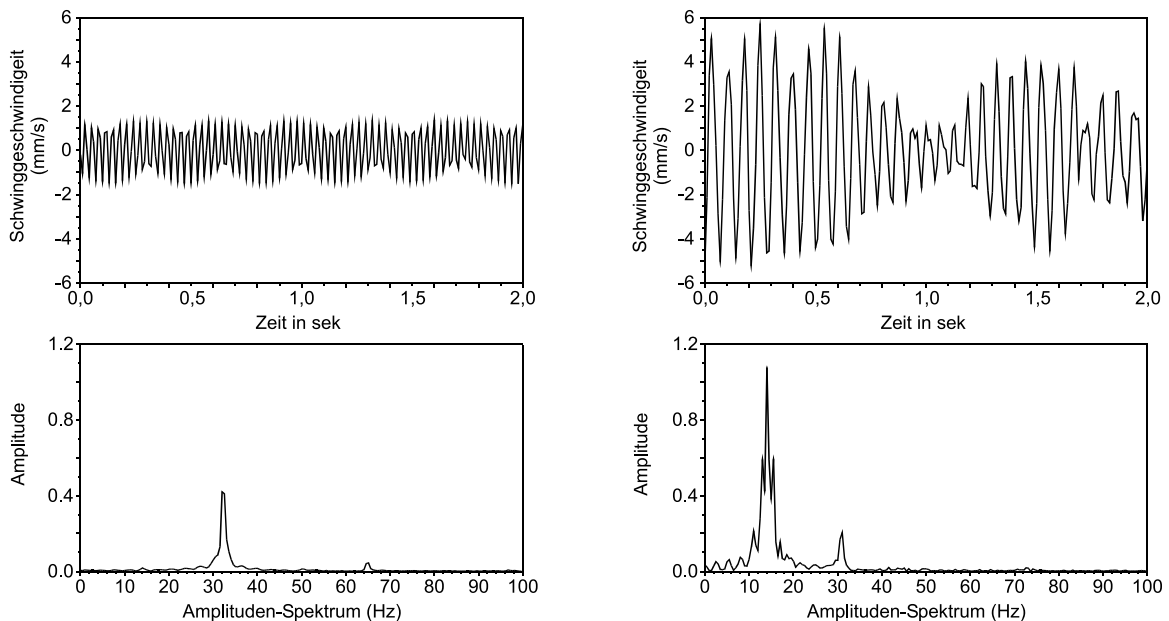 Schwinggeschwindigeit
(mm/s)
6
4
2
0
−2
−4
−6
0,0
0,5
1,0
1,5
2,0
Zeit in sek
Schwinggeschwindigeit
(mm/s)
6
4
2
0
−2
−4
−6
0,0
0,5
1,0
1,5
2,0
Zeit in sek
Amplitude
1.2
0.8
0.4
0.0
0 10 20 30 40 50 60 70 80 90 100
Amplituden-Spektrum (Hz)
Amplitude
1.2
0.8
0.4
0.0
0 10 20 30 40 50 60 70 80 90 100
Amplituden-Spektrum (Hz)